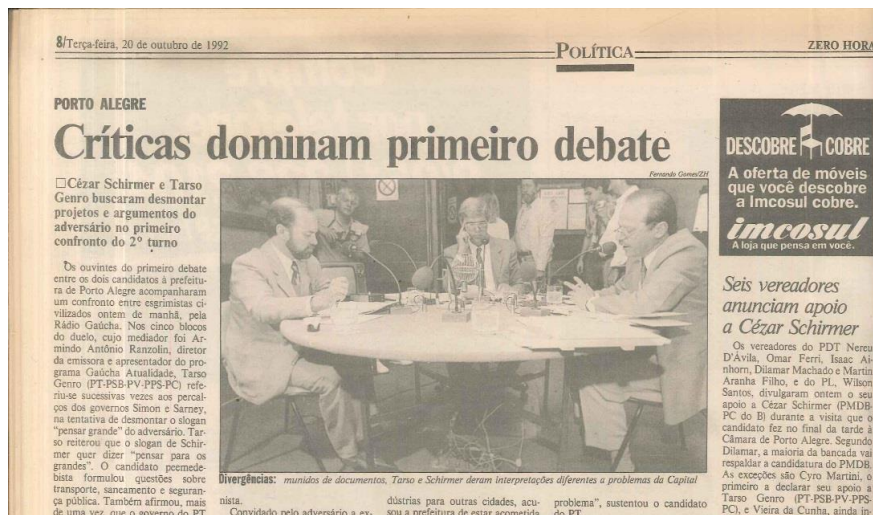 8/Terça-feira, 20 de outubro de 1992
POLÍTICA
ZERO HORA
PORTO ALEGRE
Críticas dominam primeiro debate
Fernando Gomes/ZH
□Cézar Schirmer e Tarso
Genro buscaram desmontar
projetos e argumentos do
adversário no primeiro
confronto do 2º turno
Os ouvintes do primeiro debate
entre os dois candidatos à prefeitu-
ra de Porto Alegre acompanharam
um confronto entre esgrimistas ci-
vilizados ontem de manhã, pela
Rádio Gaúcha. Nos cinco blocos
do duelo, cujo mediador foi Ar-
mindo Antônio Ranzolin, diretor
da emissora e apresentador do pro-
grama Gaúcha Atualidade, Tarso
Genro (PT-PSB-PV-PPS-PC) refe-
riu-se sucessivas vezes aos percal-
ços dos governos Simon e Sarney,
na tentativa de desmontar o slogan
"pensar grande" do adversário. Tar-
so reiterou que o slogan de Schir-
mer quer dizer "pensar para os
grandes". O candidato peemede-
bista formulou questões sobre
transporte, saneamento e seguran-
ça pública. Também afirmou, mais
de uma vez, que o governo do PT
Divergências: munidos de documentos, Tarso e Schirmer deram interpretações diferentes a problemas da Capital
nista.
Convidado pelo adversário a ex-
dústrias para outras cidades, acu-
sou a prefeitura de estar acometida
problema", sustentou o candidato
do PT.
DESCOBRE COBRE
A oferta de móveis
que você descobre
a Imcosul cobre.
imcosul
A loja que pensa em você.
Seis vereadores
anunciam apoio
a Cézar Schirmer
Os vereadores do PDT Nereu
D'Ávila, Omar Ferri, Isaac Ai-
nhorn, Dilamar Machado e Martim
Aranha Filho, e do PL, Wilson
Santos, divulgaram ontem o seu
apoio a Cézar Schirmer (PMDB-
PC do B) durante a visita que o
candidato fez no final da tarde à
Câmara de Porto Alegre. Segundo
Dilamar, a maioria da bancada vai
respaldar a candidatura do PMDB.
As exceções são Cyro Martini, o
primeiro a declarar seu apoio a
Tarso Genro (PT-PSB-PV-PPS-
PC), e Vieira da Cunha, ainda in-